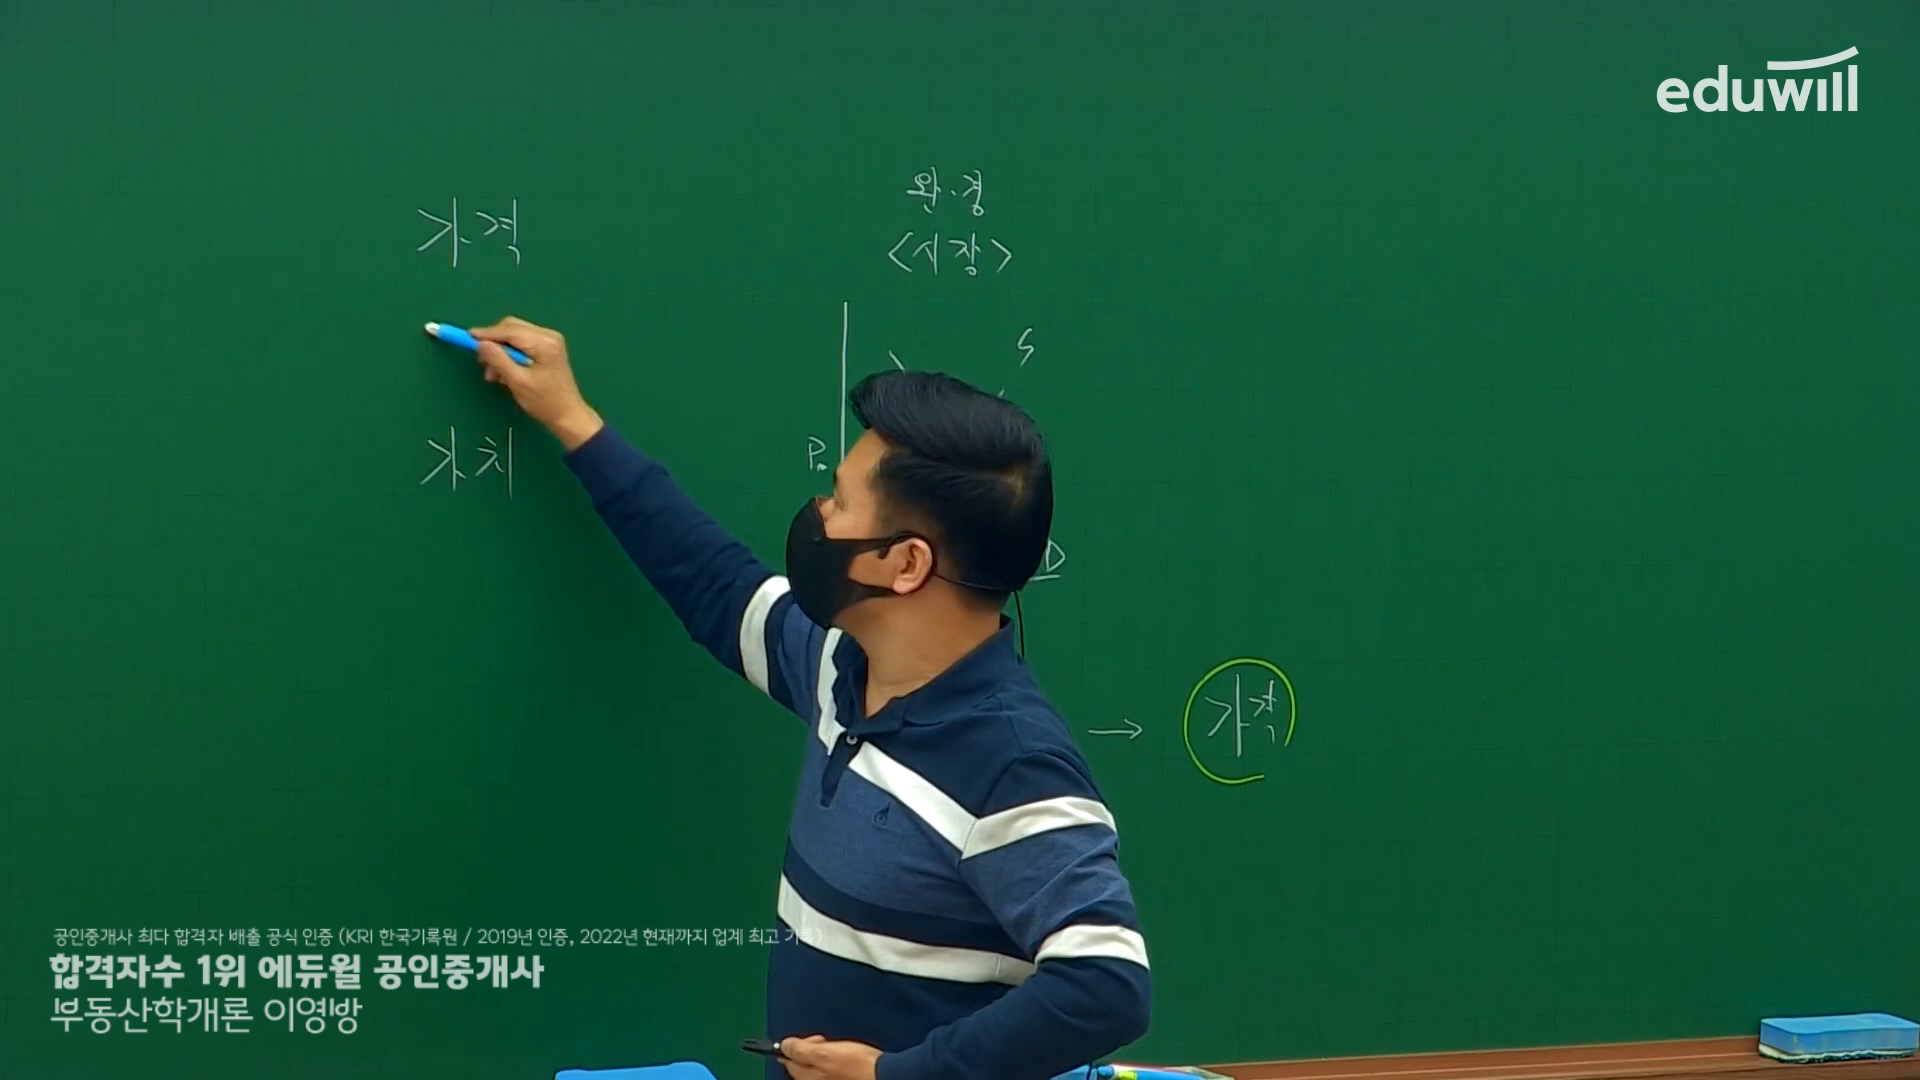 eduwill
완·경
<시장>
가격
S
가치
P₀
D
→ 가격
공인중개사 최다 합격자 배출 공식 인증 (KRI 한국기록원 / 2019년 인증, 2022년 현재까지 업계 최고 기록)
합격자수 1위 에듀윌 공인중개사
부동산학개론 이영방